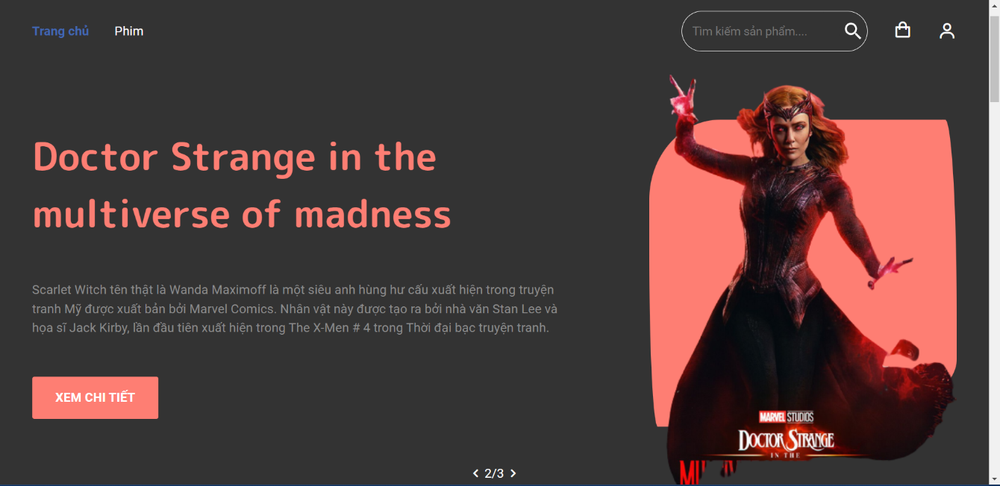 Trang chủ
Phim
Tìm kiếm sản phẩm....
Doctor Strange in the
multiverse of madness
Scarlet Witch tên thật là Wanda Maximoff là một siêu anh hùng hư cấu xuất hiện trong truyện
tranh Mỹ được xuất bản bởi Marvel Comics. Nhân vật này được tạo ra bởi nhà văn Stan Lee và
họa sĩ Jack Kirby, lần đầu tiên xuất hiện trong The X-Men # 4 trong Thời đại bạc truyện tranh.
XEM CHI TIẾT
MARVEL STUDIOS
DOCTOR STRANGE
IN THE
2/3